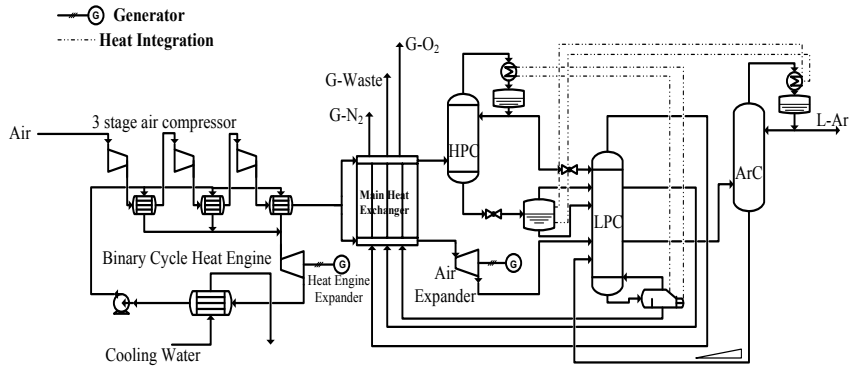 G Generator
Heat Integration
G-O2
G-Waste
G-N2
Air
3 stage air compressor
HPC
ArC
L-Ar
Main Heat
Exchanger
LPC
Binary Cycle Heat Engine
G
Heat Engine
Expander
Air
Expander
G
Cooling Water